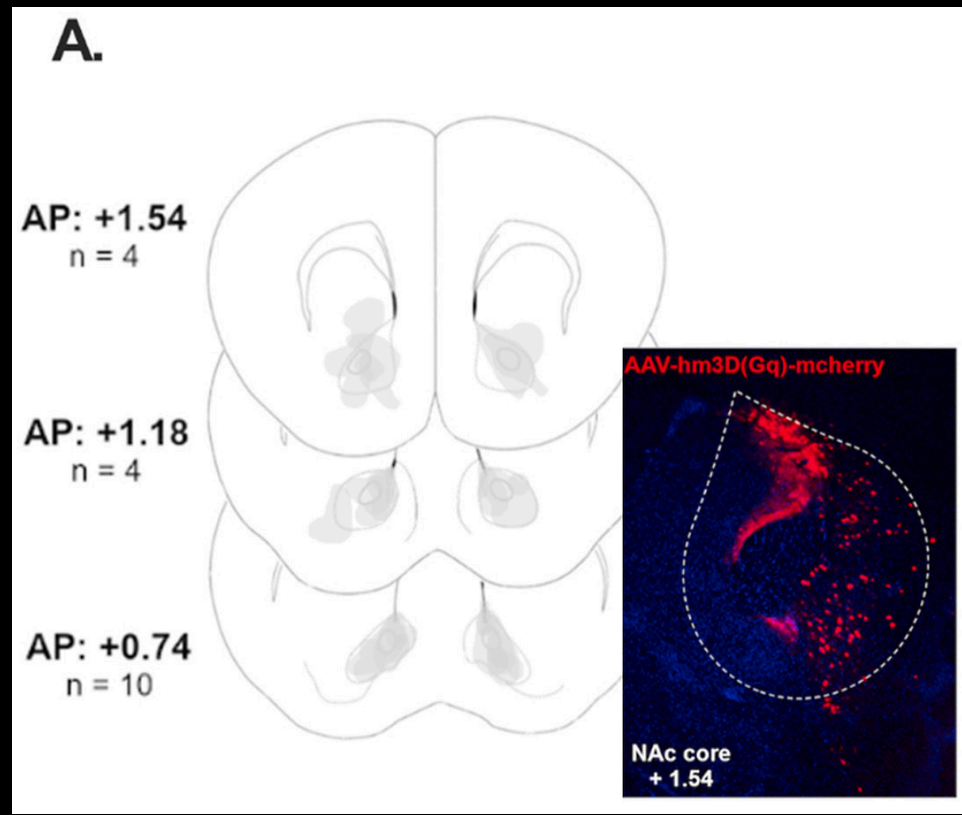 A.
AP: +1.54
n = 4
AP: +1.18
n = 4
AP: +0.74
n = 10
AAV-hm3D(Gq)-mcherry
NAc core
+ 1.54